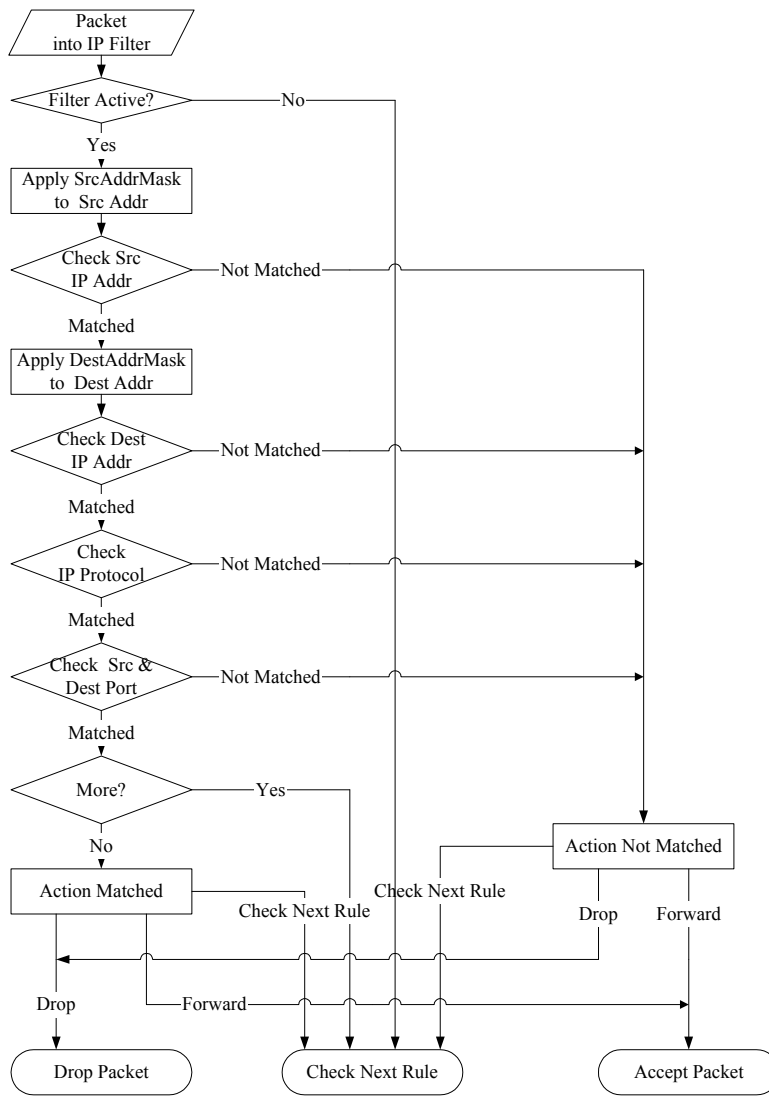 Packet
into IP Filter
Filter Active?
No
Yes
Apply SrcAddrMask
to Src Addr
Check Src
IP Addr
Not Matched
Matched
Apply DestAddrMask
to Dest Addr
Check Dest
IP Addr
Not Matched
Matched
Check
IP Protocol
Not Matched
Matched
Check Src &
Dest Port
Not Matched
Matched
More?
Yes
No
Action Not Matched
Action Matched
Check Next Rule
Check Next Rule
Drop
Forward
Drop
Forward
Drop Packet
Check Next Rule
Accept Packet